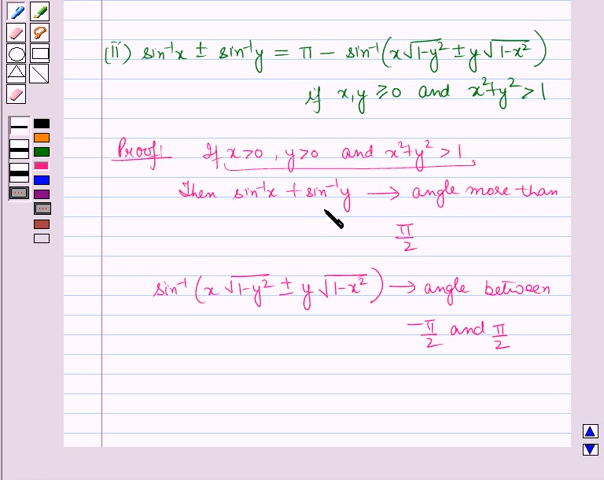 (ii) sin⁻¹x ± sin⁻¹y = π − sin⁻¹(x√1-y² ± y√1-x²)
if x,y ≥ 0 and x²+y² > 1
Proof: If x>0, y>0 and x²+y² > 1,
Then sin⁻¹x + sin⁻¹y → angle more than
π/2
sin⁻¹(x√1-y² ± y√1-x²) → angle between
-π/2 and π/2